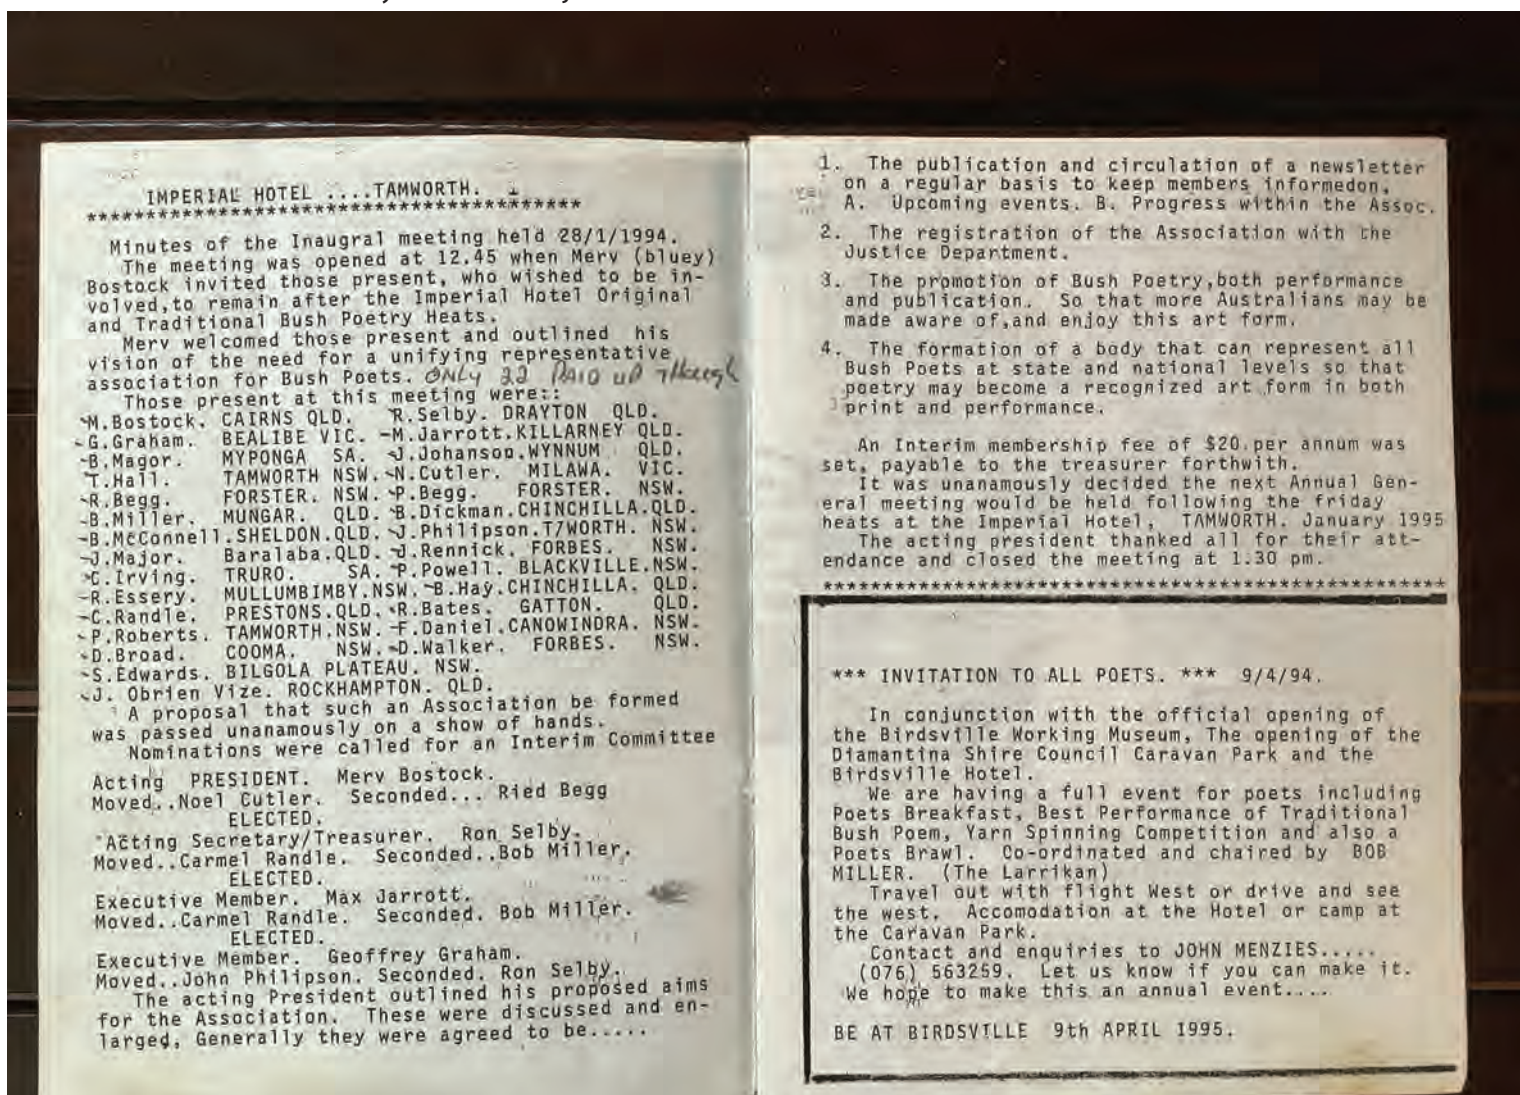 IMPERIAL HOTEL ....TAMWORTH.
*****************************************
Minutes of the Inaugral meeting held 28/1/1994.
The meeting was opened at 12.45 when Merv (bluey)
Bostock invited those present, who wished to be in-
volved,to remain after the Imperial Hotel Original
and Traditional Bush Poetry Heats.
Merv welcomed those present and outlined his
vision of the need for a unifying representative
association for Bush Poets. ONLY 22 PAID UP Though
Those present at this meeting were::
M.Bostock. CAIRNS QLD. R.Selby. DRAYTON QLD.
G.Graham. BEALIBE VIC. M.Jarrott.KILLARNEY QLD.
B.Magor. MYPONGA SA. J.Johanson.WYNNUM QLD.
T.Hall. TAMWORTH NSW. N.Cutler. MILAWA. VIC.
R.Begg. FORSTER. NSW. P.Begg. FORSTER. NSW.
B.Miller. MUNGAR. QLD. B.Dickman.CHINCHILLA.QLD.
B.McConnell.SHELDON.QLD. J.Philipson.T/WORTH. NSW.
J.Major. Baralaba.QLD. J.Rennick. FORBES. NSW.
C.Irving. TRURO. SA. P.Powell. BLACKVILLE.NSW.
R.Essery. MULLUMBIMBY.NSW. B.Hay.CHINCHILLA. QLD.
C.Randle. PRESTONS.QLD. R.Bates. GATTON. QLD.
P.Roberts. TAMWORTH.NSW. F.Daniel.CANOWINDRA. NSW.
D.Broad. COOMA. NSW. D.Walker. FORBES. NSW.
S.Edwards. BILGOLA PLATEAU. NSW.
J. Obrien Vize. ROCKHAMPTON. QLD.
A proposal that such an Association be formed
was passed unanamously on a show of hands.
Nominations were called for an Interim Committee
Acting PRESIDENT. Merv Bostock.
Moved..Noel Cutler. Seconded... Ried Begg
ELECTED.
Acting Secretary/Treasurer. Ron Selby.
Moved..Carmel Randle. Seconded..Bob Miller.
ELECTED.
Executive Member. Max Jarrott.
Moved..Carmel Randle. Seconded. Bob Miller.
ELECTED.
Executive Member. Geoffrey Graham.
Moved..John Philipson. Seconded. Ron Selby.
The acting President outlined his proposed aims
for the Association. These were discussed and en-
larged, Generally they were agreed to be.....
1. The publication and circulation of a newsletter
on a regular basis to keep members informedon,
A. Upcoming events. B. Progress within the Assoc.
2. The registration of the Association with the
Justice Department.
3. The promotion of Bush Poetry,both performance
and publication. So that more Australians may be
made aware of,and enjoy this art form.
4. The formation of a body that can represent all
Bush Poets at state and national levels so that
poetry may become a recognized art form in both
print and performance.
An Interim membership fee of $20.per annum was
set, payable to the treasurer forthwith.
It was unanamously decided the next Annual Gen-
eral meeting would be held following the friday
heats at the Imperial Hotel, TAMWORTH. January 1995
The acting president thanked all for their att-
endance and closed the meeting at 1.30 pm.
****************************************************
*** INVITATION TO ALL POETS. *** 9/4/94.
In conjunction with the official opening of
the Birdsville Working Museum, The opening of the
Diamantina Shire Council Caravan Park and the
Birdsville Hotel.
We are having a full event for poets including
Poets Breakfast, Best Performance of Traditional
Bush Poem, Yarn Spinning Competition and also a
Poets Brawl. Co-ordinated and chaired by BOB
MILLER. (The Larrikan)
Travel out with flight West or drive and see
the west. Accomodation at the Hotel or camp at
the Caravan Park.
Contact and enquiries to JOHN MENZIES.....
(076) 563259. Let us know if you can make it.
We hope to make this an annual event.....
BE AT BIRDSVILLE 9th APRIL 1995.